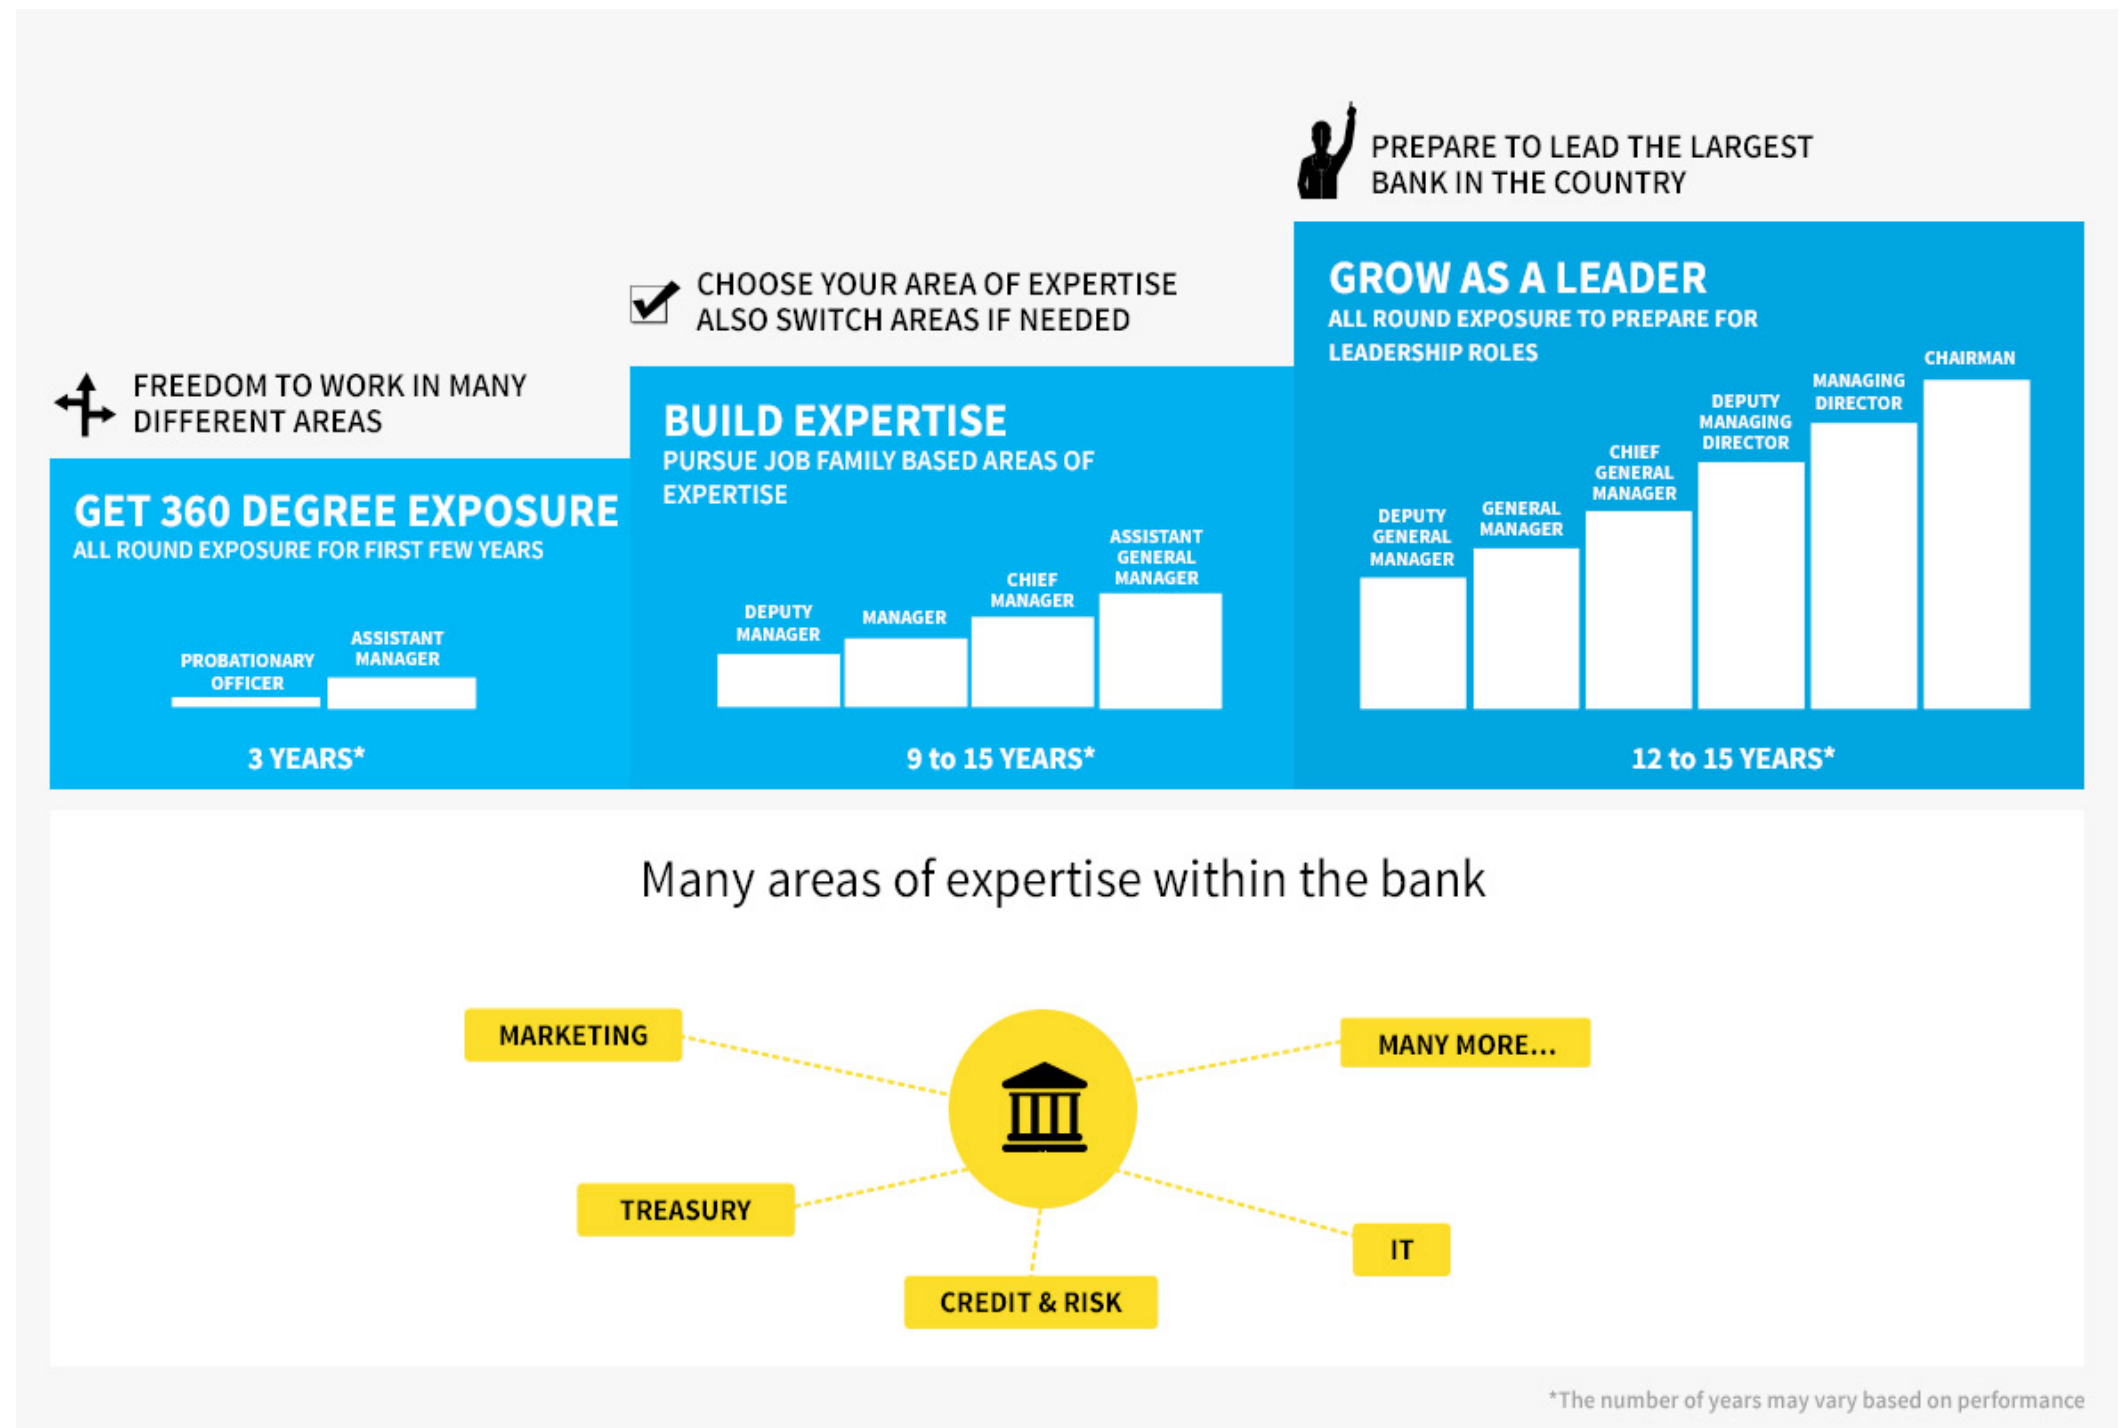 PREPARE TO LEAD THE LARGEST
BANK IN THE COUNTRY
CHOOSE YOUR AREA OF EXPERTISE
ALSO SWITCH AREAS IF NEEDED
FREEDOM TO WORK IN MANY
DIFFERENT AREAS
GET 360 DEGREE EXPOSURE
ALL ROUND EXPOSURE FOR FIRST FEW YEARS
PROBATIONARY
OFFICER
ASSISTANT
MANAGER
3 YEARS*
BUILD EXPERTISE
PURSUE JOB FAMILY BASED AREAS OF
EXPERTISE
DEPUTY
MANAGER
MANAGER
CHIEF
MANAGER
ASSISTANT
GENERAL
MANAGER
9 to 15 YEARS*
GROW AS A LEADER
ALL ROUND EXPOSURE TO PREPARE FOR
LEADERSHIP ROLES
DEPUTY
GENERAL
MANAGER
GENERAL
MANAGER
CHIEF
GENERAL
MANAGER
DEPUTY
MANAGING
DIRECTOR
MANAGING
DIRECTOR
CHAIRMAN
12 to 15 YEARS*
Many areas of expertise within the bank
MARKETING
MANY MORE...
TREASURY
IT
CREDIT & RISK
*The number of years may vary based on performance